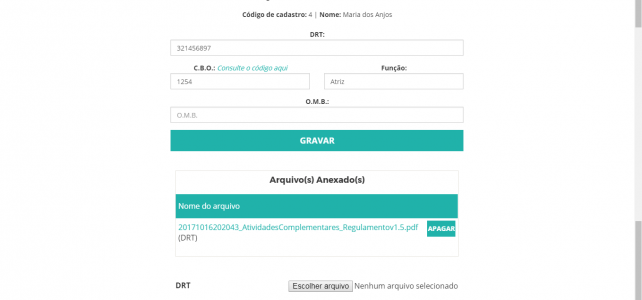 Código de cadastro: 4 | Nome: Maria dos Anjos
DRT:
321456897
C.B.O.: Consulte o código aqui
Função:
1254
Atriz
O.M.B.:
O.M.B.
GRAVAR
Arquivo(s) Anexado(s)
Nome do arquivo
20171016202043_AtividadesComplementares_Regulamentov1.5.pdf
(DRT)
APAGAR
DRT
Escolher arquivo Nenhum arquivo selecionado